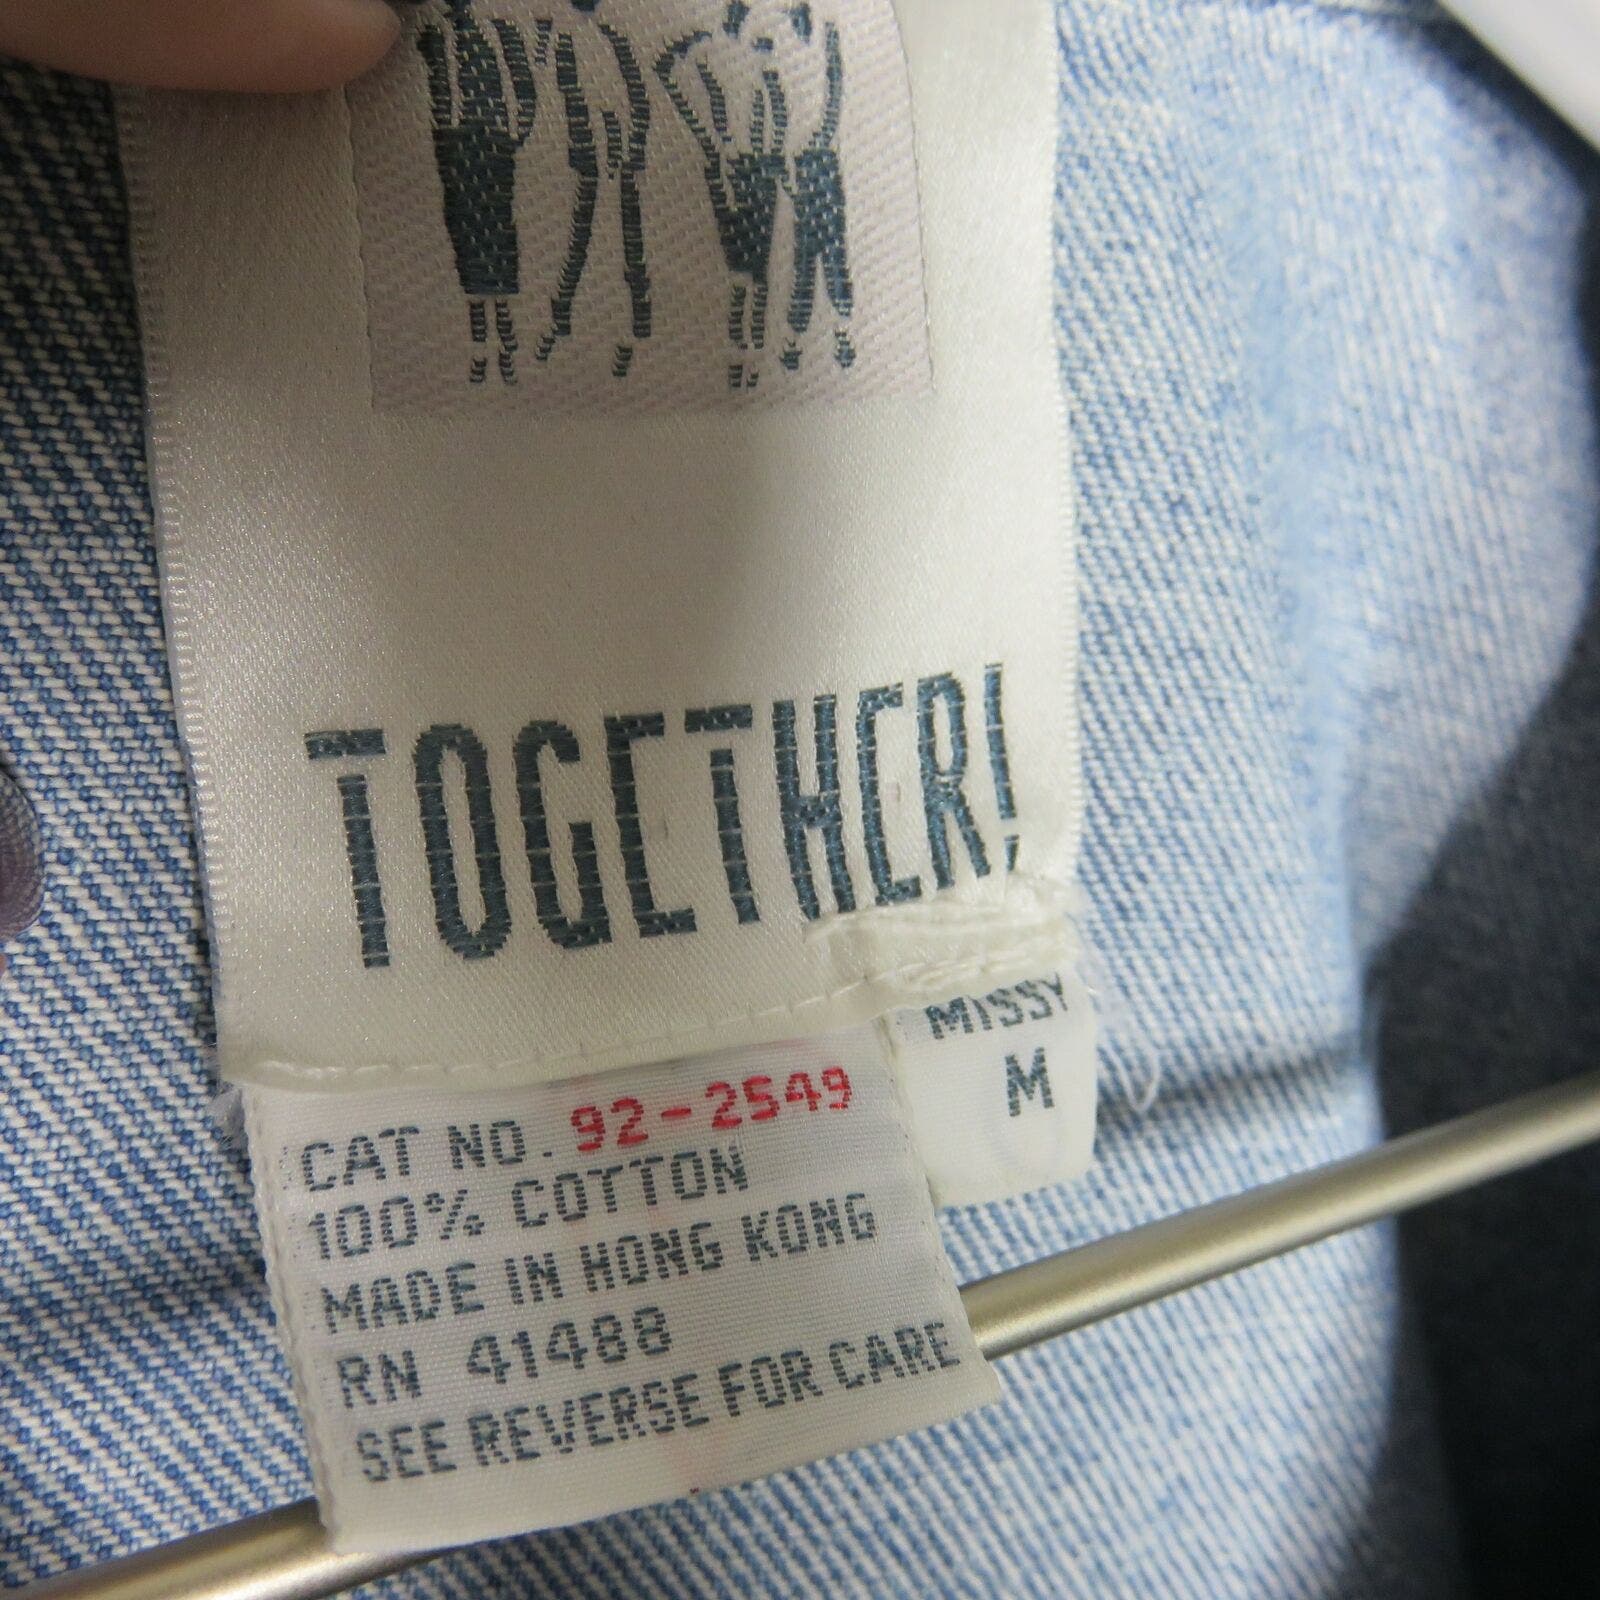 TOGETHER!
MISSY
M
CAT NO. 92-2549
100% COTTON
MADE IN HONG KONG
RN 41488
SEE REVERSE FOR CARE